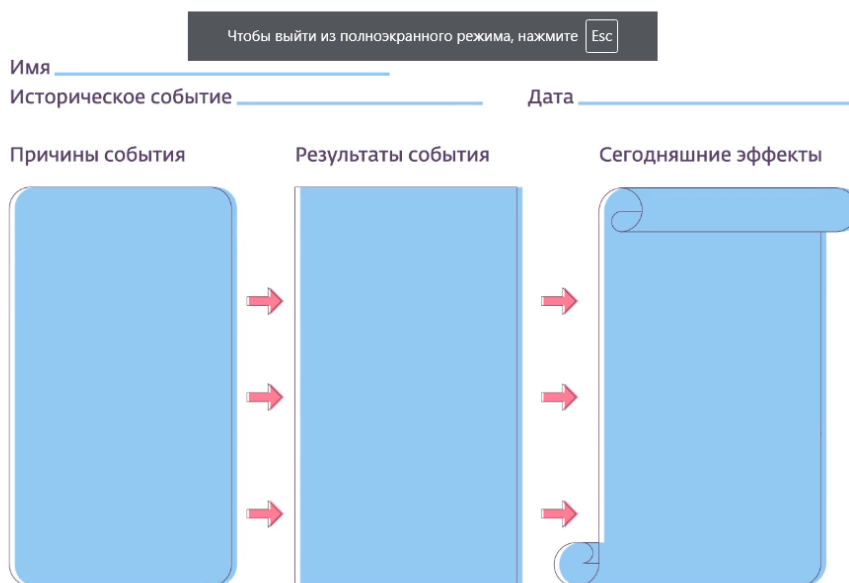 Чтобы выйти из полноэкранного режима, нажмите Esc
Имя
Историческое событие Дата
Причины события Результаты события Сегодняшние эффекты